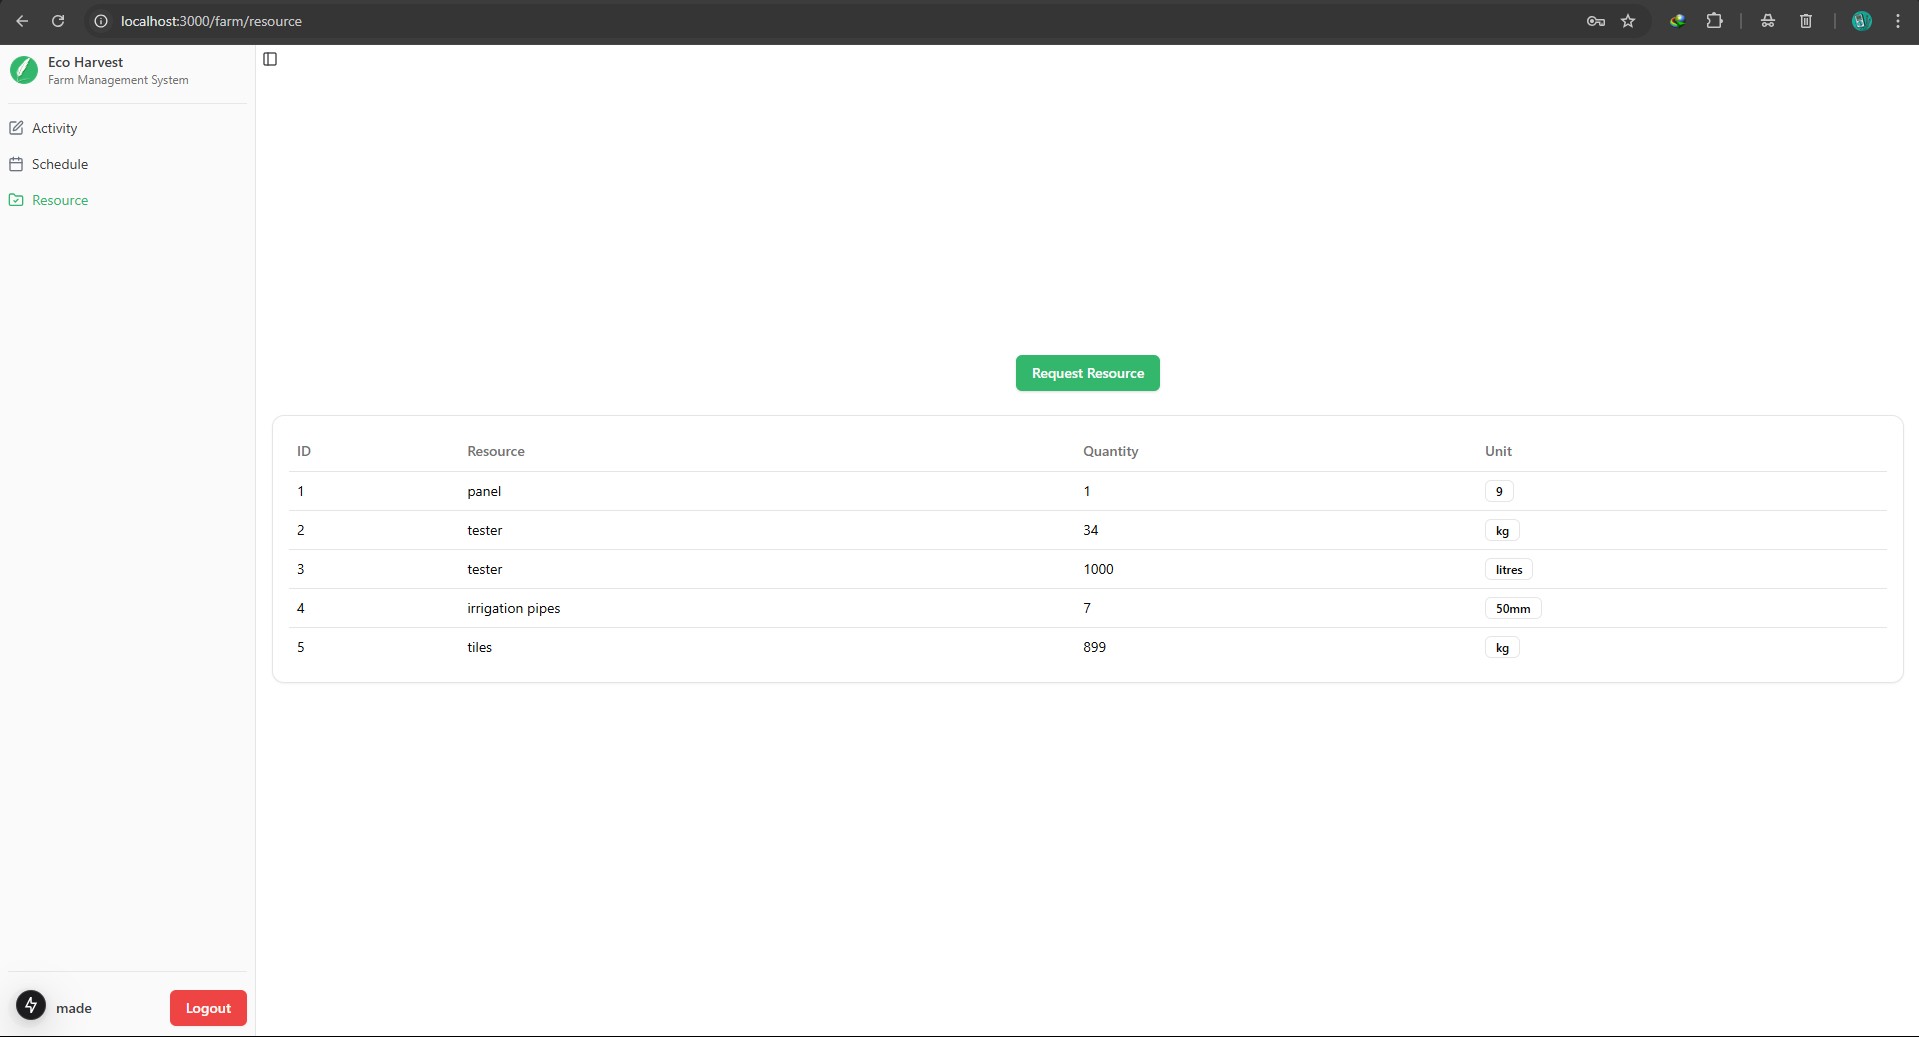 localhost:3000/farm/resource
Eco Harvest
Farm Management System
Activity
Schedule
Resource
Request Resource
ID Resource Quantity Unit
1 panel 1 9
2 tester 34 kg
3 tester 1000 litres
4 irrigation pipes 7 50mm
5 tiles 899 kg
made Logout